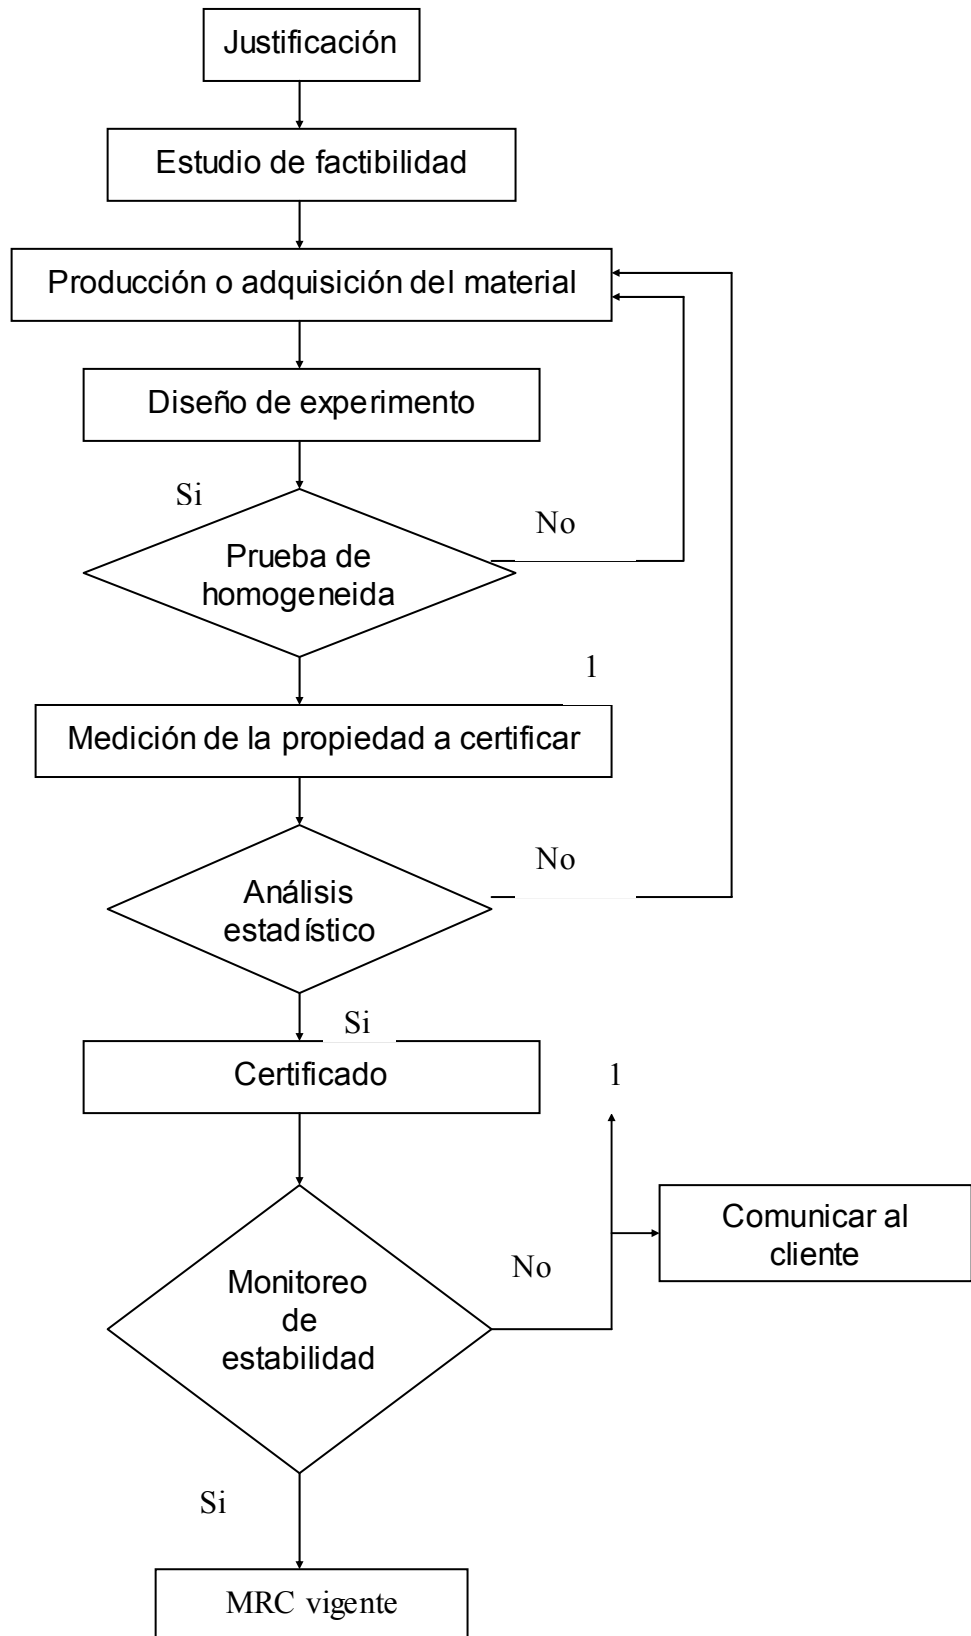 Justificación
Estudio de factibilidad
Producción o adquisición del material
Diseño de experimento
Si
No
Prueba de
homogeneida
1
Medición de la propiedad a certificar
No
Análisis
estadístico
Si
Certificado
1
Comunicar al
cliente
No
Monitoreo
de
estabilidad
Si
MRC vigente